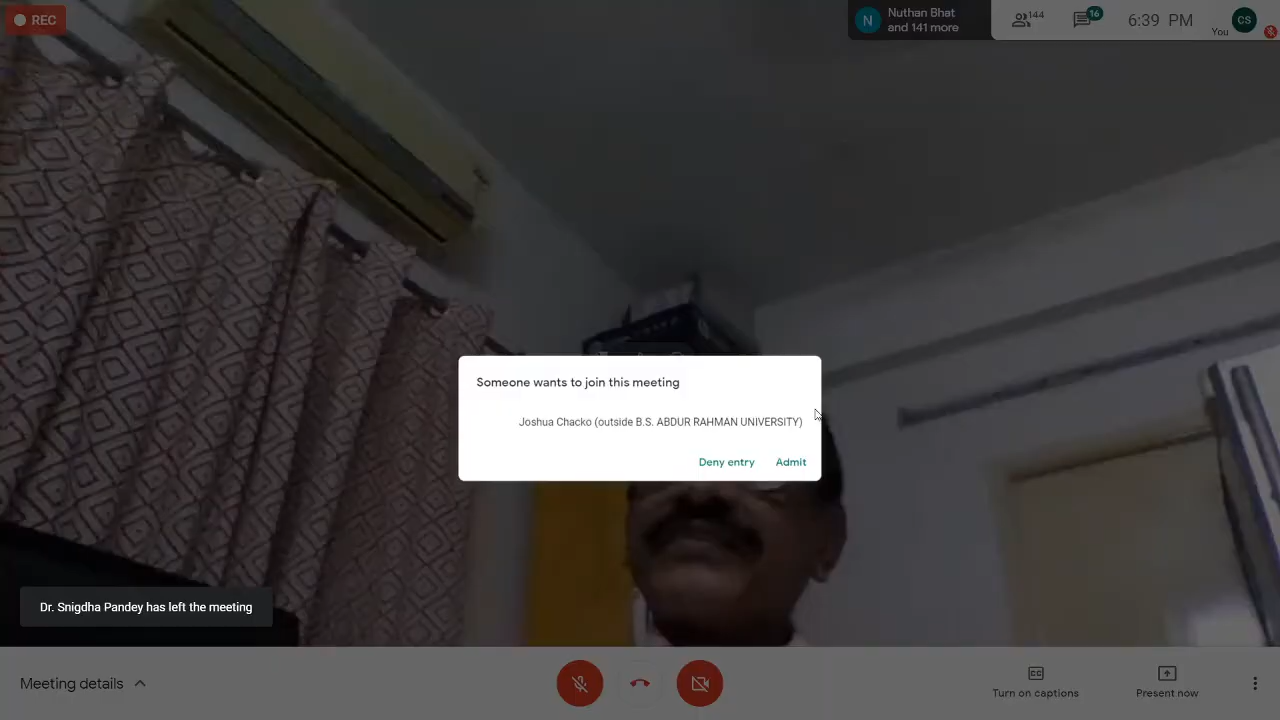 REC
N
Nuthan Bhat
and 141 more
144
16
6:39 PM
You
CS
Someone wants to join this meeting
Joshua Chacko (outside B.S. ABDUR RAHMAN UNIVERSITY)
Deny entry
Admit
Dr. Snigdha Pandey has left the meeting
Meeting details
CC
Turn on captions
Present now